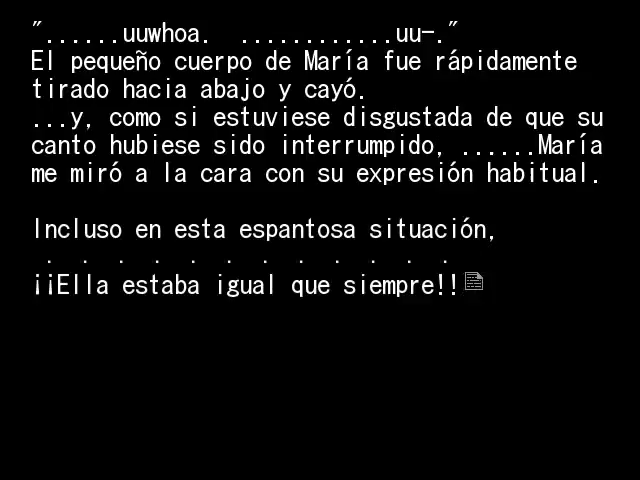 "......uuwhoa.  ............uu-."
El pequeño cuerpo de María fue rápidamente
tirado hacia abajo y cayó.
...y, como si estuviese disgustada de que su
canto hubiese sido interrumpido, ......María
me miró a la cara con su expresión habitual.
Incluso en esta espantosa situación,
. . . . . . . . . . . .
¡¡Ella estaba igual que siempre!!